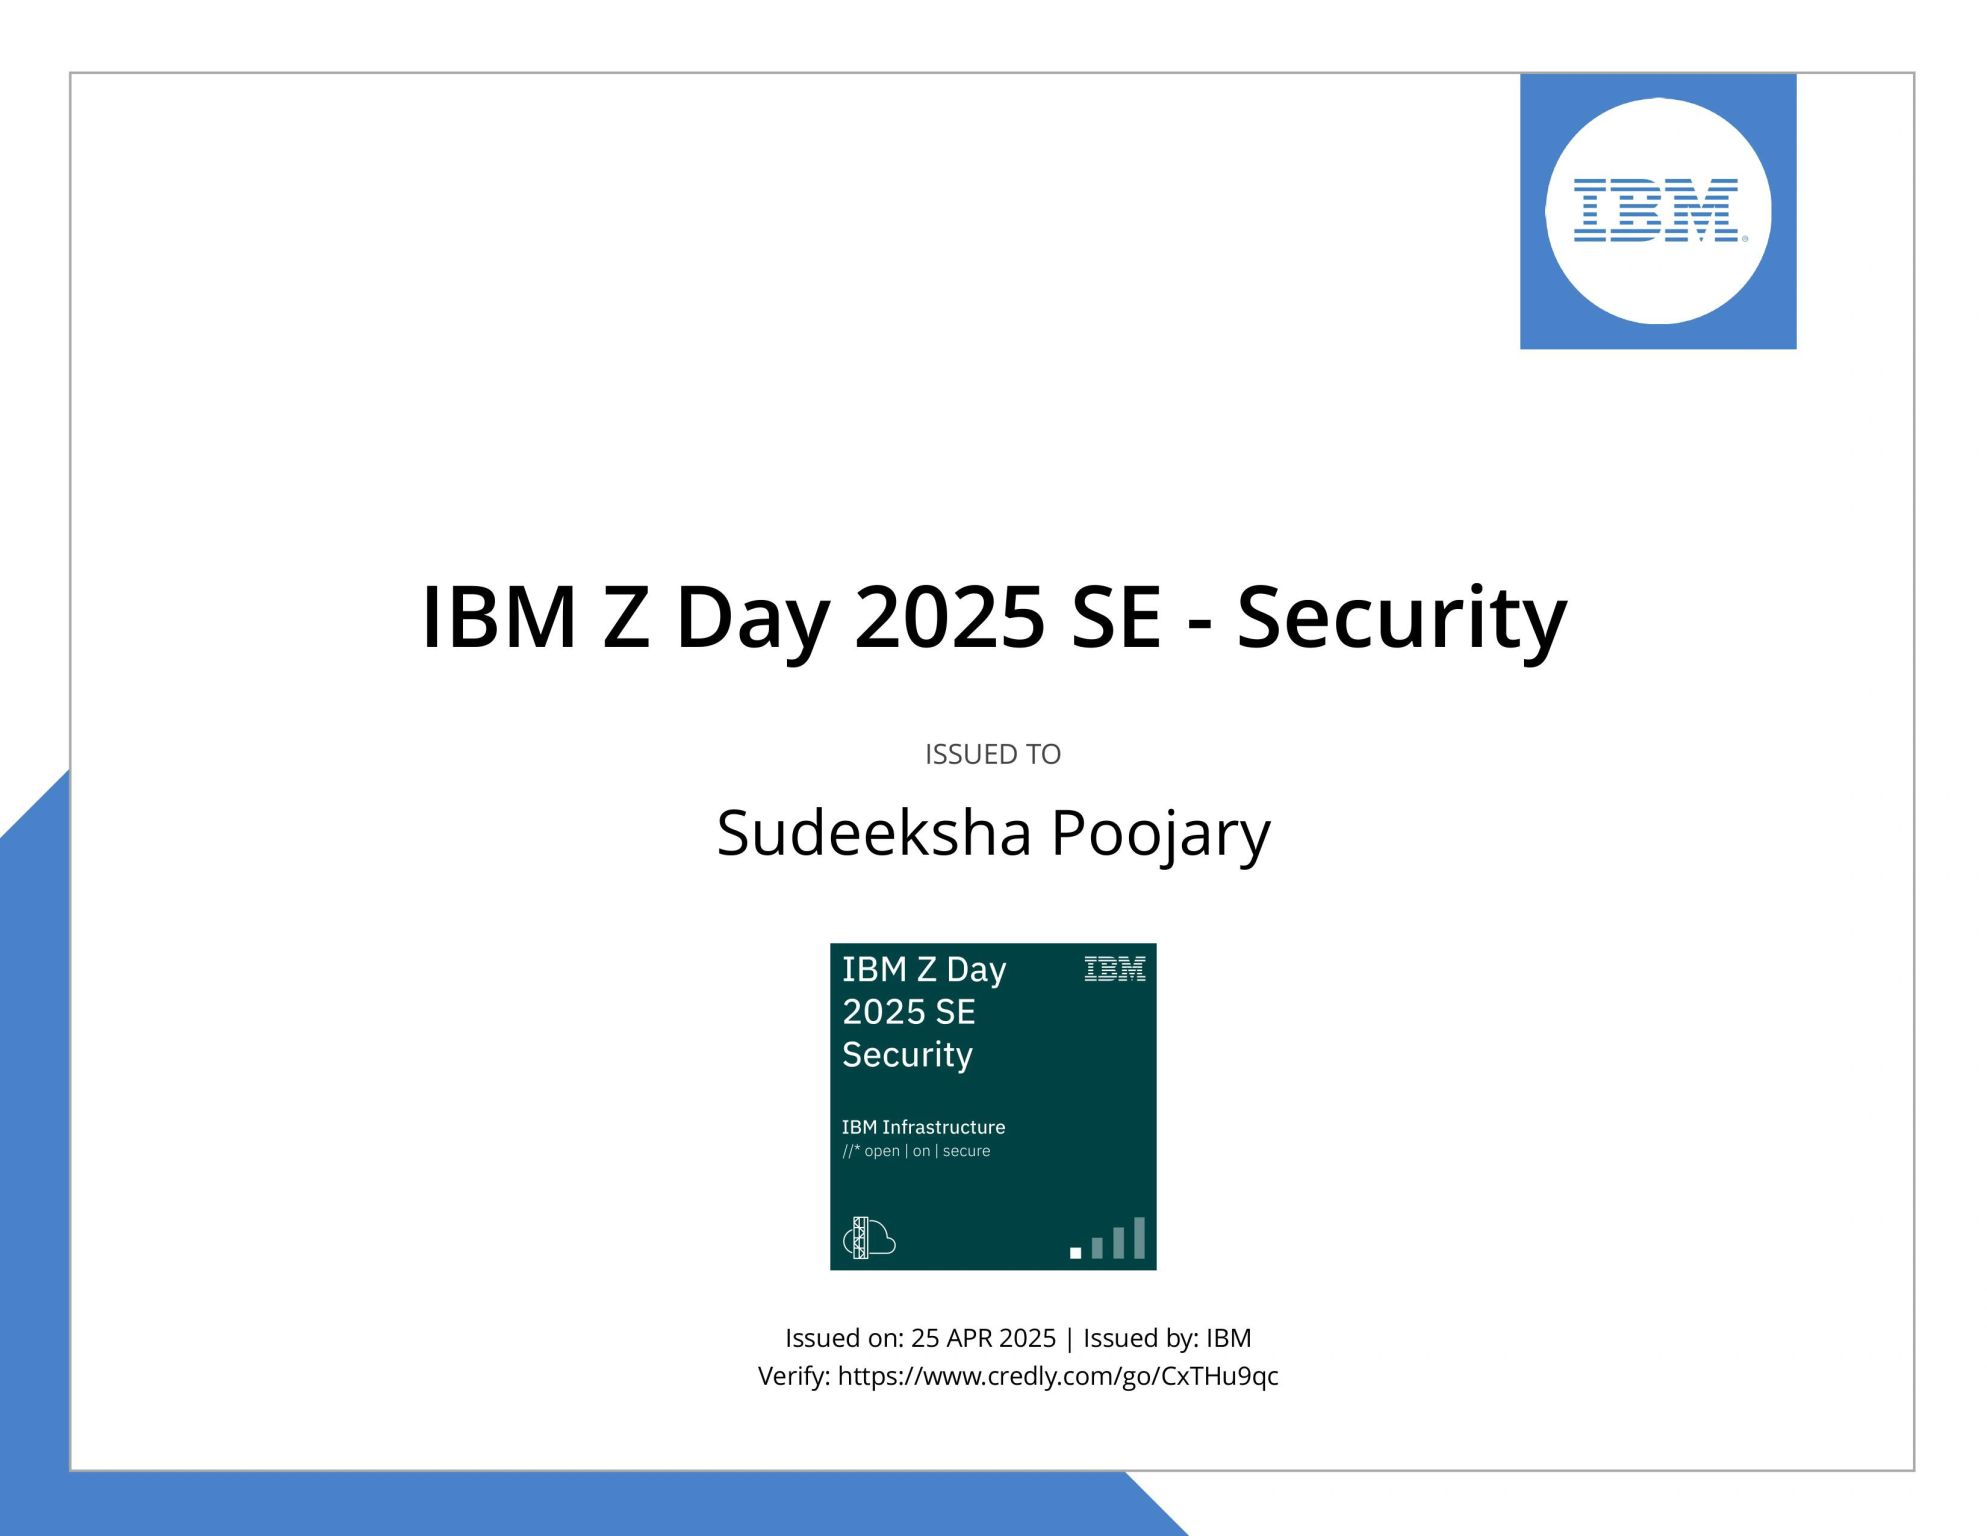 IBM®
IBM Z Day 2025 SE - Security
ISSUED TO
Sudeeksha Poojary
IBM Z Day IBM
2025 SE
Security
IBM Infrastructure
//* open | on | secure
Issued on: 25 APR 2025 | Issued by: IBM
Verify: https://www.credly.com/go/CxTHu9qc